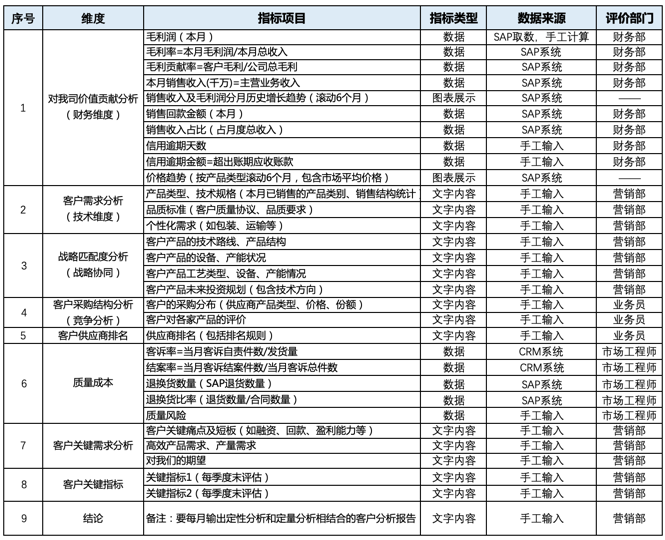 序号 维度 指标项目 指标类型 数据来源 评价部门
1 对我司价值贡献分析（财务维度） 毛利润（本月） 数据 SAP取数，手工计算 财务部
毛利率=本月毛利润/本月总收入 数据 SAP系统 财务部
毛利贡献率=客户毛利/公司总毛利 数据 SAP系统 财务部
本月销售收入(千万)=主营业务收入 数据 SAP系统 财务部
销售收入及毛利润分月历史增长趋势（滚动6个月） 图表展示 SAP系统 ——
销售回款金额（本月） 数据 SAP系统 财务部
销售收入占比（占月度总收入） 数据 SAP系统 财务部
信用逾期天数 数据 手工输入 财务部
信用逾期金额=超出账期应收账款 数据 手工输入 财务部
价格趋势（按产品类型滚动6个月，包含市场平均价格） 图表展示 SAP系统 ——
2 客户需求分析（技术维度） 产品类型、技术规格（本月已销售的产品类别、销售结构统计 文字内容 手工输入 营销部
品质标准（客户质量协议、品质要求） 文字内容 手工输入 营销部
个性化需求（如包装、运输等） 文字内容 手工输入 营销部
3 战略匹配度分析（战略协同） 客户产品的技术路线、产品结构 文字内容 手工输入 营销部
客户产品的设备、产能状况 文字内容 手工输入 营销部
客户产品工艺类型、设备、产能情况 文字内容 手工输入 营销部
客户产品未来投资规划（包含技术方向） 文字内容 手工输入 营销部
4 客户采购结构分析（竞争分析） 客户的采购分布（供应商产品类型、价格、份额） 文字内容 手工输入 业务员
客户对各家产品的评价 文字内容 手工输入 业务员
5 客户供应商排名 供应商排名（包括排名规则） 文字内容 手工输入 业务员
6 质量成本 客诉率=当月客诉自责件数/发货量 数据 CRM系统 市场工程师
结案率=当月客诉结案件数/当月客诉总件数 数据 CRM系统 市场工程师
退换货数量（SAP退货数量） 数据 SAP系统 市场工程师
退换货比率（退货数量/合同数量） 数据 SAP系统 市场工程师
质量风险 数据 手工输入 市场工程师
7 客户关键需求分析 客户关键痛点及短板（如融资、回款、盈利能力等） 文字内容 手工输入 营销部
高效产品需求、产量需求 文字内容 手工输入 营销部
对我们的期望 文字内容 手工输入 营销部
8 客户关键指标 关键指标1（每季度末评估） 文字内容 手工输入 营销部
关键指标2（每季度末评估） 文字内容 手工输入 营销部
9 结论 备注：要每月输出定性分析和定量分析相结合的客户分析报告 文字内容 手工输入 营销部